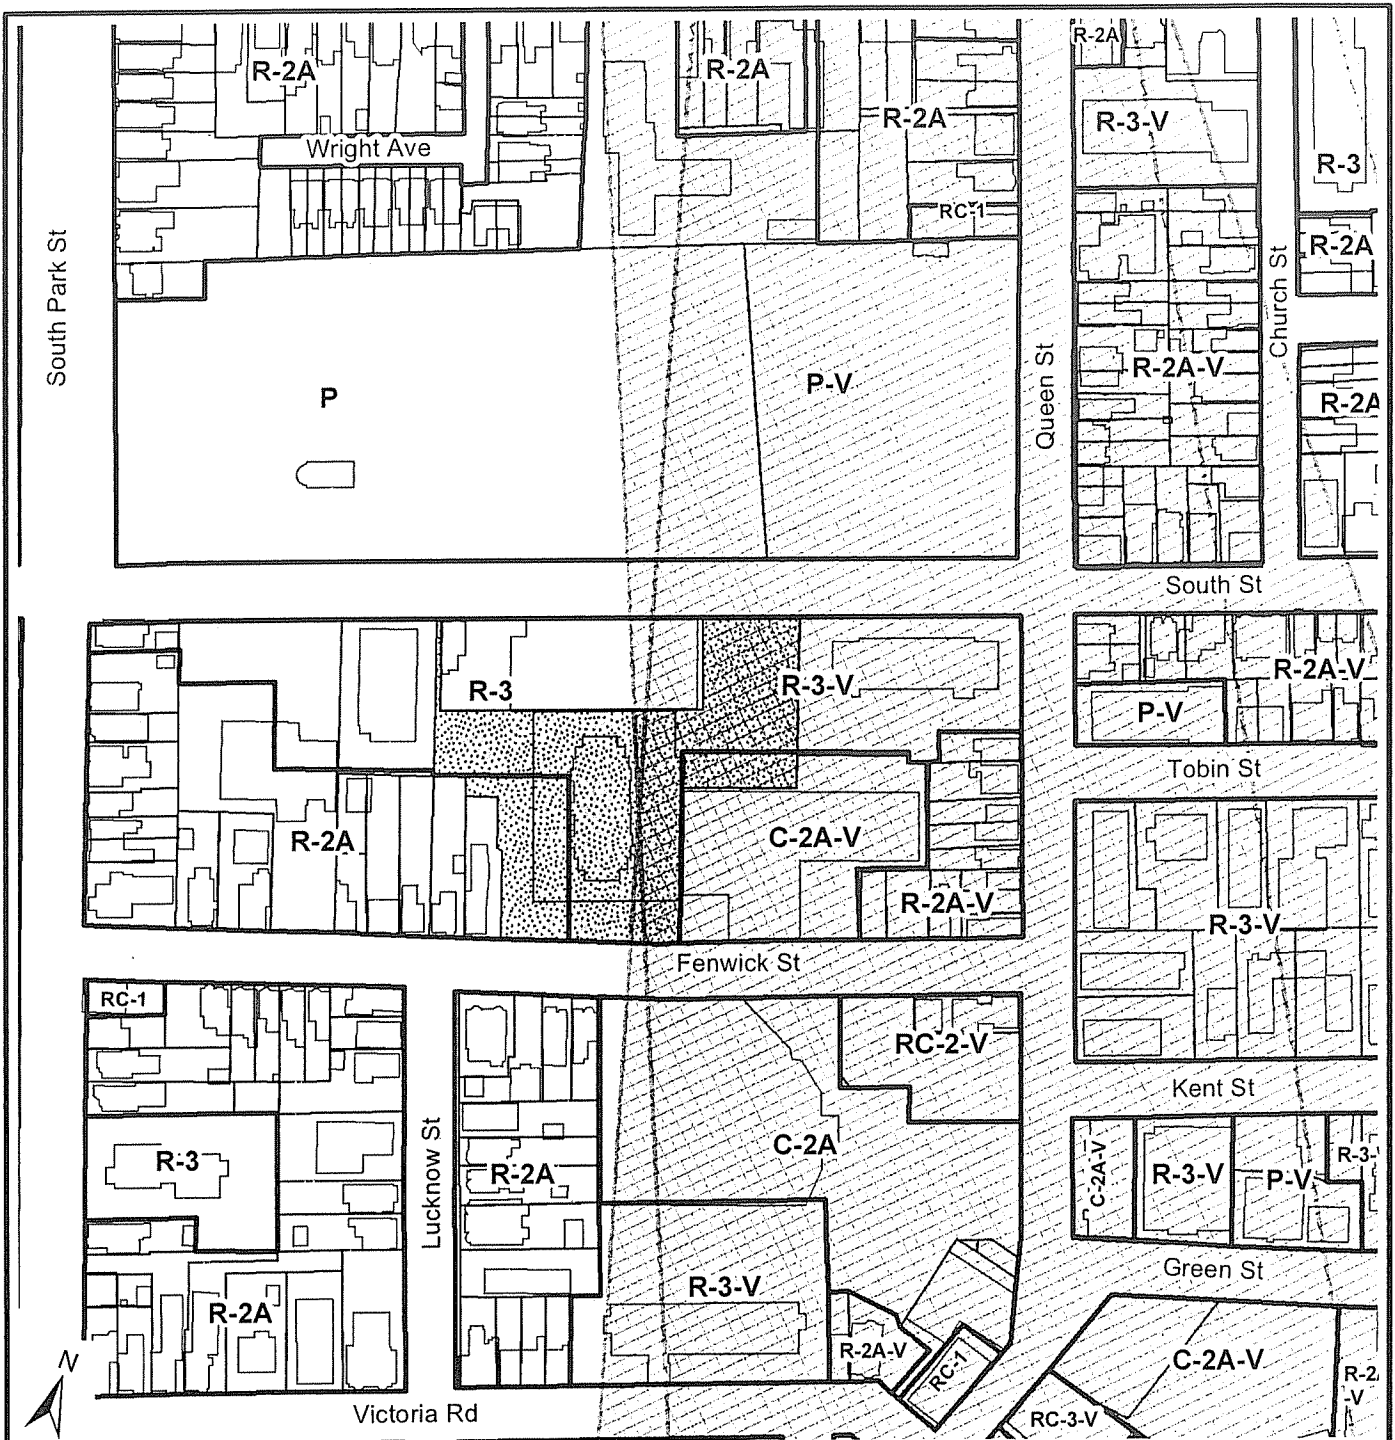 R-2A
R-2A
R-2A
R-2A
R-3-V
R-3
Wright Ave
RC-1
R-2A
South Park St
Church St
P
P-V
Queen St
R-2A-V
R-2A
South St
R-3
R-3-V
R-2A-V
P-V
Tobin St
R-2A
C-2A-V
R-2A-V
R-3-V
Fenwick St
RC-1
RC-2-V
Kent St
Lucknow St
C-2A
R-3
R-2A
C-2A-V
R-3-V
P-V
R-3-
Green St
R-3-V
R-2A
R-2A-V
RC-1
C-2A-V
R-2
-V
N
Victoria Rd
RC-3-V